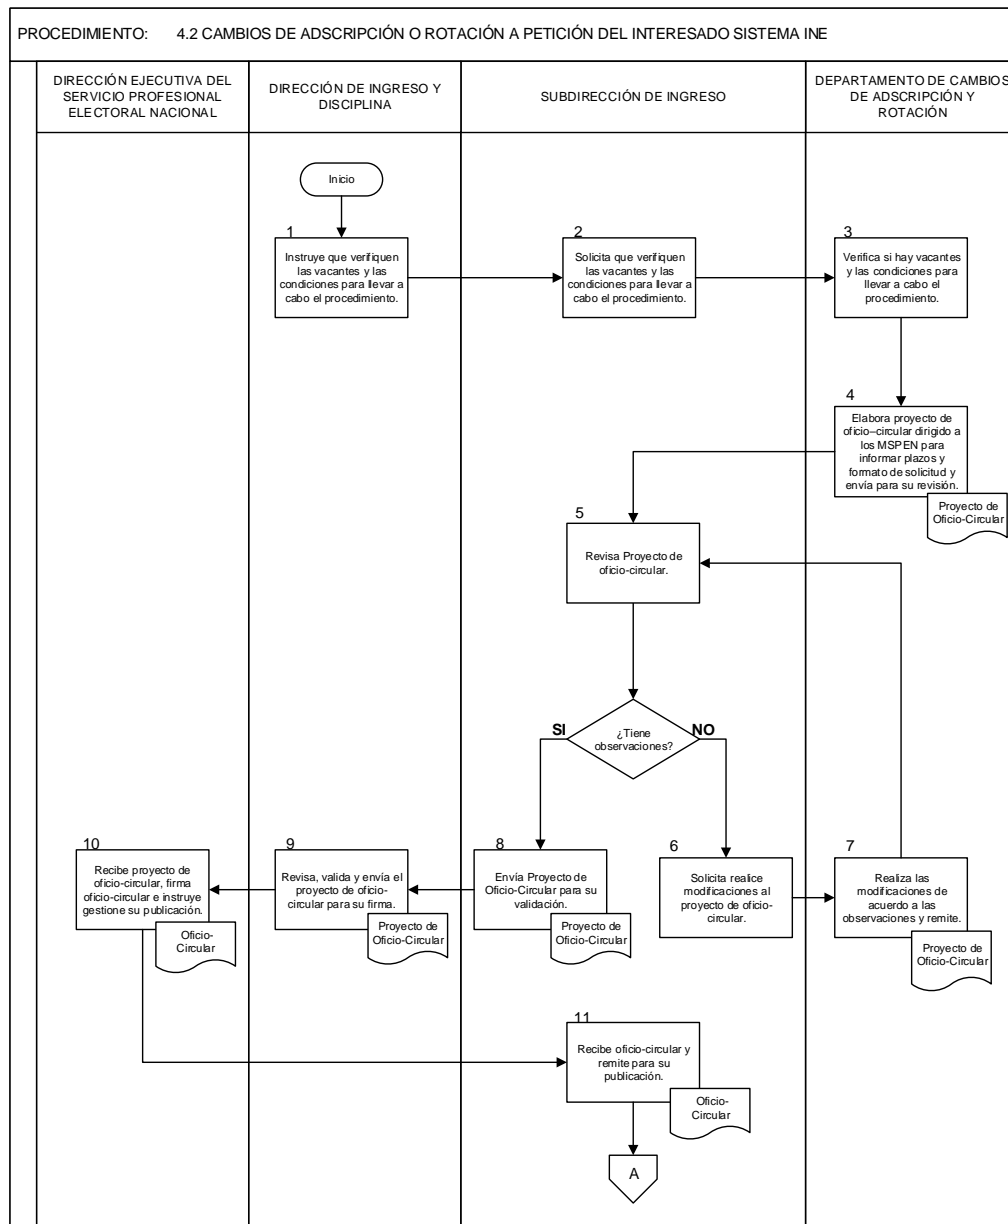 PROCEDIMIENTO: 4.2 CAMBIOS DE ADSCRIPCIÓN O ROTACIÓN A PETICIÓN DEL INTERESADO SISTEMA INE
DIRECCIÓN EJECUTIVA DEL
SERVICIO PROFESIONAL
ELECTORAL NACIONAL
DIRECCIÓN DE INGRESO Y
DISCIPLINA
SUBDIRECCIÓN DE INGRESO
DEPARTAMENTO DE CAMBIOS
DE ADSCRIPCIÓN Y
ROTACIÓN
Inicio
1
Instruye que verifiquen
las vacantes y las
condiciones para llevar a
cabo el procedimiento.
2
Solicita que verifiquen
las vacantes y las
condiciones para llevar a
cabo el procedimiento.
3
Verifica si hay vacantes
y las condiciones para
llevar a cabo el
procedimiento.
4
Elabora proyecto de
oficio–circular dirigido a
los MSPEN para
informar plazos y
formato de solicitud y
envía para su revisión.
Proyecto de
Oficio-Circular
5
Revisa Proyecto de
oficio-circular.
¿Tiene
observaciones?
SI
NO
10
Recibe proyecto de
oficio-circular, firma
oficio-circular e instruye
gestione su publicación.
Oficio-
Circular
9
Revisa, valida y envía el
proyecto de oficio-
circular para su firma.
Proyecto de
Oficio-Circular
8
Envía Proyecto de
Oficio-Circular para su
validación.
Proyecto de
Oficio-Circular
6
Solicita realice
modificaciones al
proyecto de oficio-
circular.
7
Realiza las
modificaciones de
acuerdo a las
observaciones y remite.
Proyecto de
Oficio-Circular
11
Recibe oficio-circular y
remite para su
publicación.
Oficio-
Circular
A